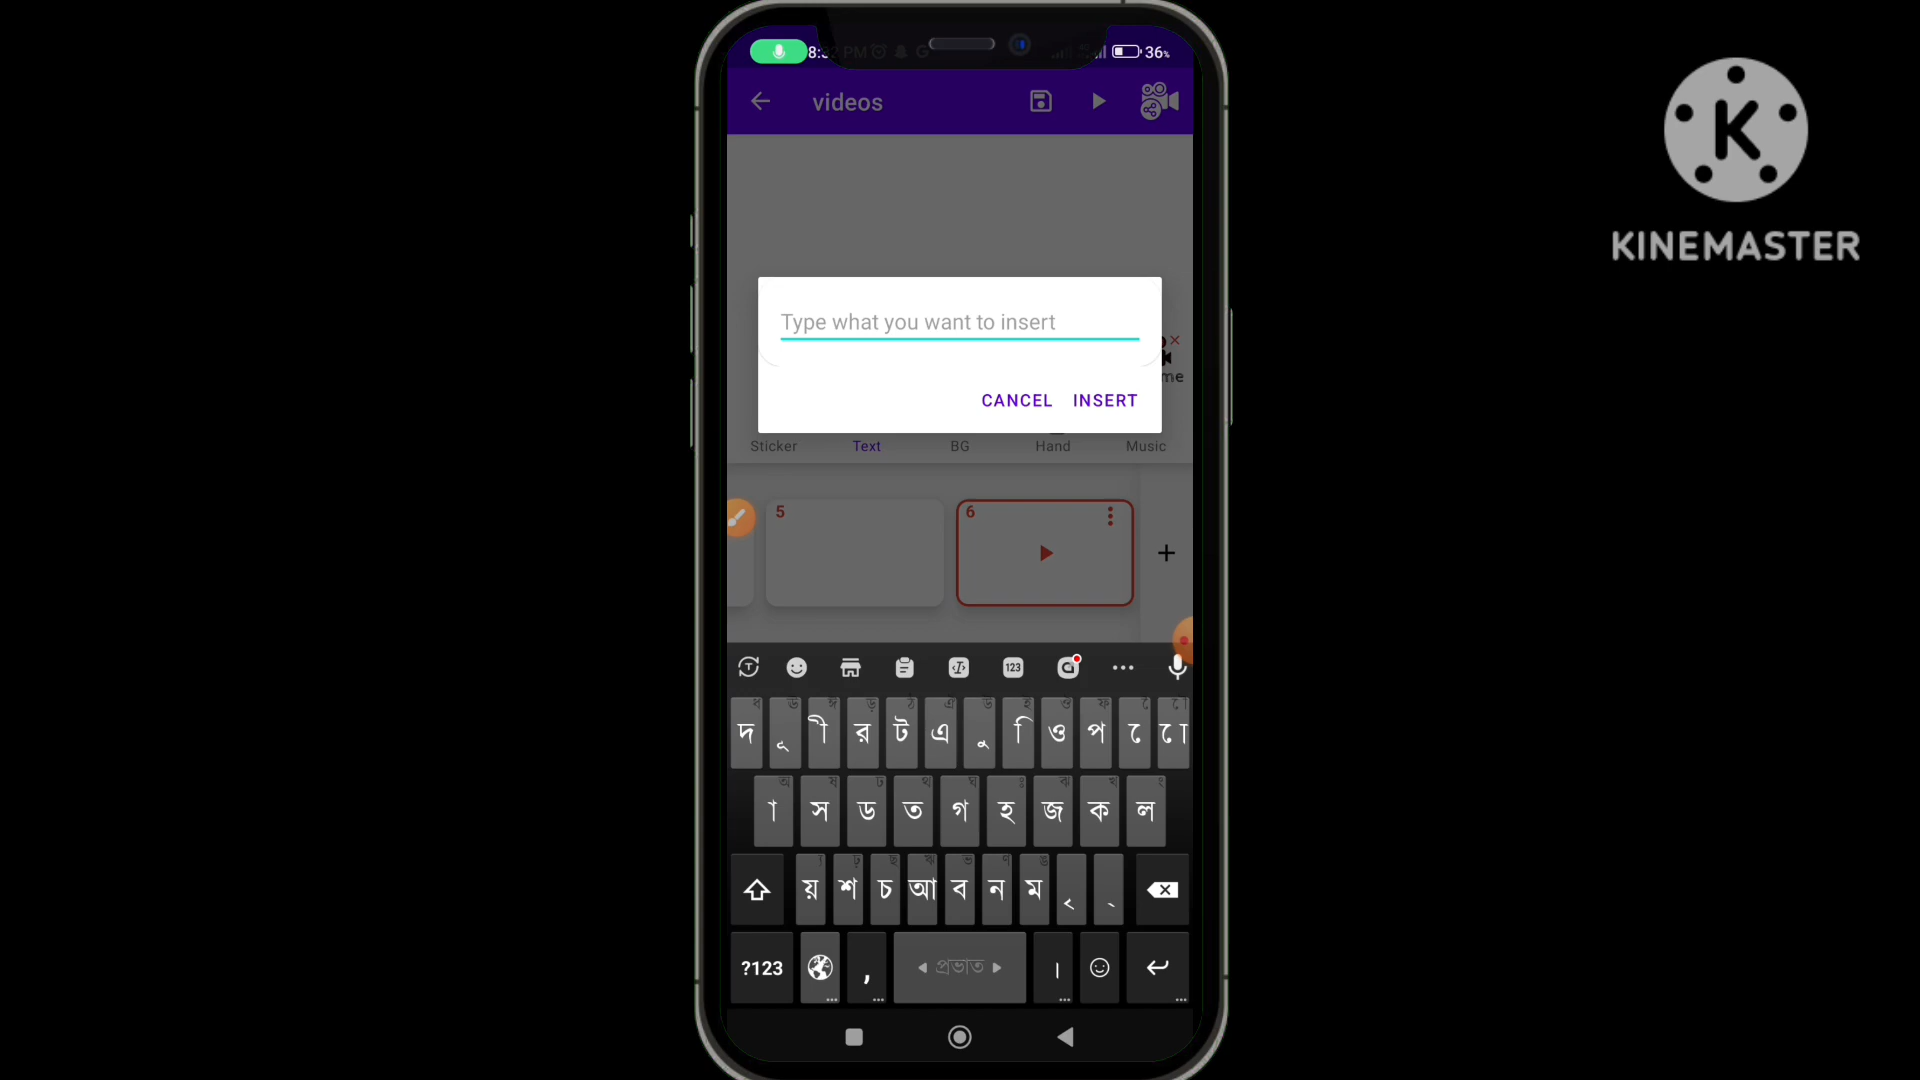 36%
videos
KINEMASTER
Type what you want to insert
CANCEL INSERT
Sticker Text BG Hand Music
5 6
123
দ ূ ী র ট এ ু ি ও প ে ো
া স ড ত গ হ জ ক ল
য় শ চ আ ব ন ম ্
?123 , প্রভাত ।